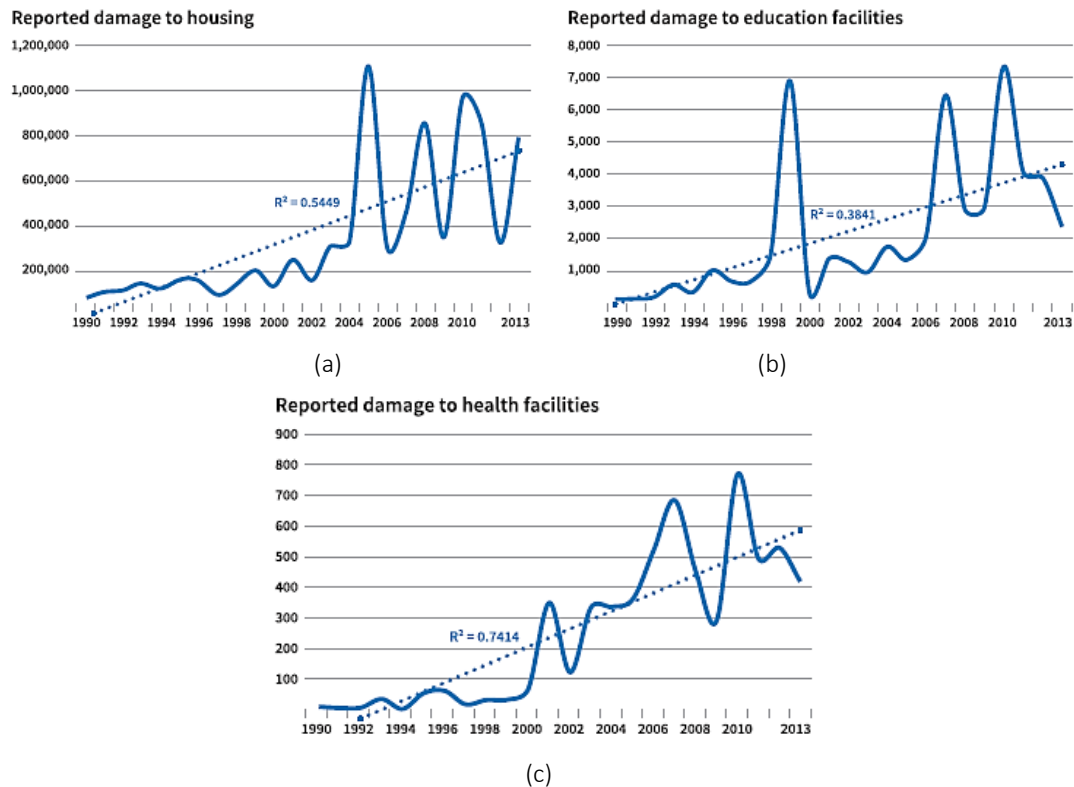 Reported damage to housing
1,200,000
1,000,000
800,000
600,000
400,000
200,000
R² = 0.5449
1990 1992 1994 1996 1998 2000 2002 2004 2006 2008 2010 2013
(a)
Reported damage to education facilities
8,000
7,000
6,000
5,000
4,000
3,000
2,000
1,000
R² = 0.3841
1990 1992 1994 1996 1998 2000 2002 2004 2006 2008 2010 2013
(b)
Reported damage to health facilities
900
800
700
600
500
400
300
200
100
R² = 0.7414
1990 1992 1994 1996 1998 2000 2002 2004 2006 2008 2010 2013
(c)